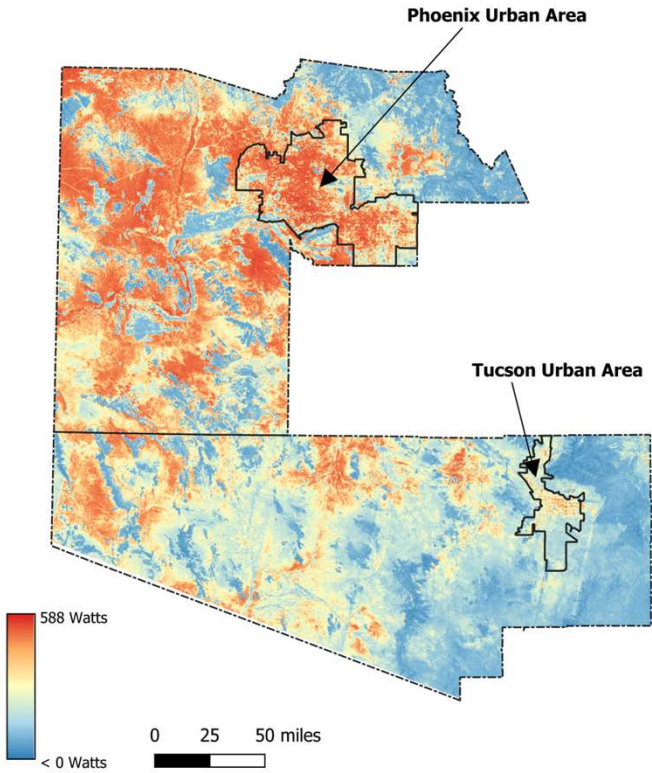 Phoenix Urban Area
Tucson Urban Area
588 Watts
< 0 Watts
0 25 50 miles